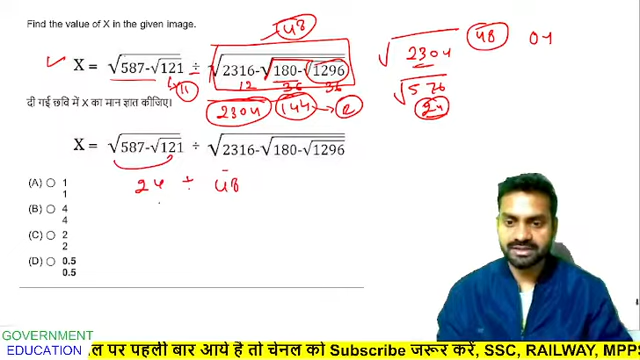 Find the value of X in the given image.
48
X = √587-√121 ÷ √2316-√180-√1296
11
12 36 36
2304 144 → 2
दी गई छवि में X का मान ज्ञात कीजिए।
X = √587-√121 ÷ √2316-√180-√1296
24 ÷ 48
√2304 48 04
√576
24
(A) 1
1
(B) 4
4
(C) 2
2
(D) 0.5
0.5
GOVERNMENT
EDUCATION
ल पर पहली बार आये है तो चेनल को Subscribe जरूर करें, SSC, RAILWAY, MPPS